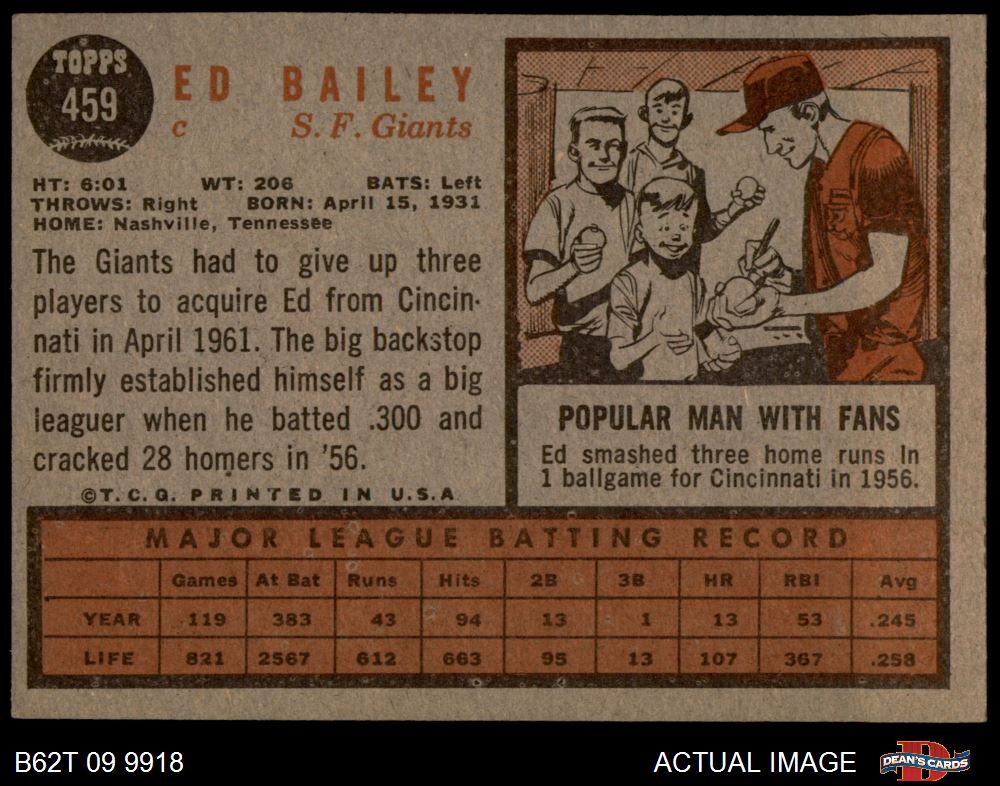 TOPPS
459
ED BAILEY
C S. F. Giants
HT: 6:01 WT: 206 BATS: Left
THROWS: Right BORN: April 15, 1931
HOME: Nashville, Tennessee
The Giants had to give up three
players to acquire Ed from Cincin-
nati in April 1961. The big backstop
firmly established himself as a big
leaguer when he batted .300 and
cracked 28 homers in '56.
©T.C.G. PRINTED IN U.S.A
POPULAR MAN WITH FANS
Ed smashed three home runs in
1 ballgame for Cincinnati in 1956.
MAJOR LEAGUE BATTING RECORD
Games At Bat Runs Hits 2B 3B HR RBI Avg
YEAR 119 383 43 94 13 1 13 53 .245
LIFE 821 2567 612 663 95 13 107 367 .258
B62T 09 9918 ACTUAL IMAGE DEAN'S CARDS